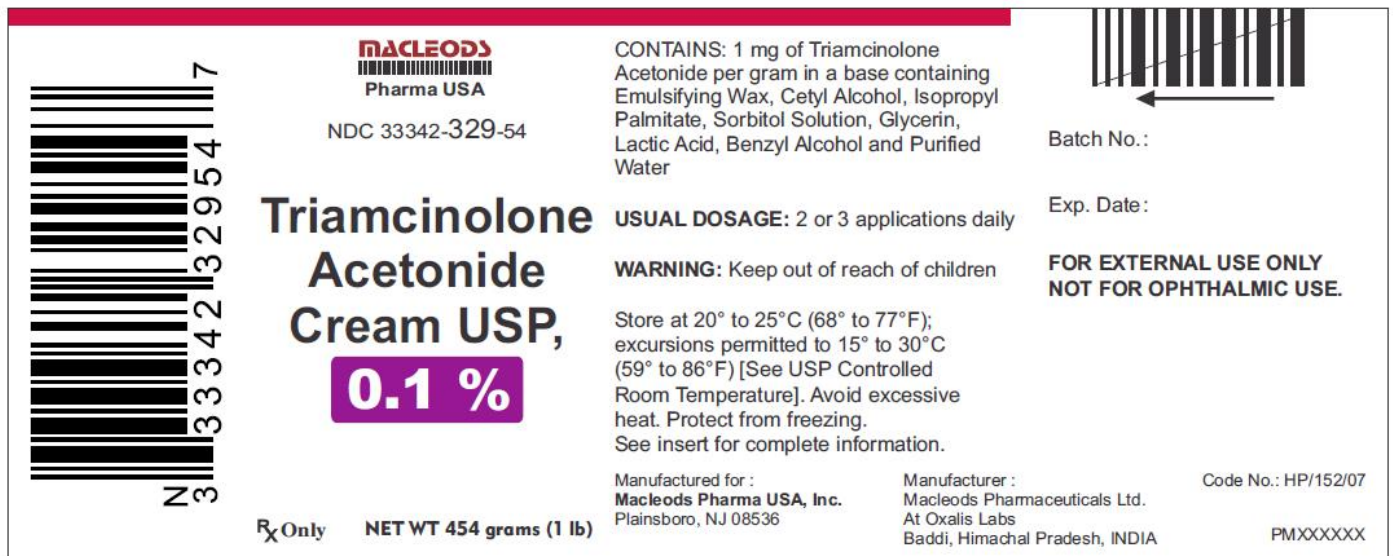 N
3 33342 32954 7
MACLEODS
Pharma USA
NDC 33342-329-54
Triamcinolone
Acetonide
Cream USP,
0.1 %
℞ Only
NET WT 454 grams (1 lb)
CONTAINS: 1 mg of Triamcinolone
Acetonide per gram in a base containing
Emulsifying Wax, Cetyl Alcohol, Isopropyl
Palmitate, Sorbitol Solution, Glycerin,
Lactic Acid, Benzyl Alcohol and Purified
Water
USUAL DOSAGE: 2 or 3 applications daily
WARNING: Keep out of reach of children
Store at 20° to 25°C (68° to 77°F);
excursions permitted to 15° to 30°C
(59° to 86°F) [See USP Controlled
Room Temperature]. Avoid excessive
heat. Protect from freezing.
See insert for complete information.
Manufactured for :
Macleods Pharma USA, Inc.
Plainsboro, NJ 08536
Manufacturer :
Macleods Pharmaceuticals Ltd.
At Oxalis Labs
Baddi, Himachal Pradesh, INDIA
Batch No.:
Exp. Date:
FOR EXTERNAL USE ONLY
NOT FOR OPHTHALMIC USE.
Code No.: HP/152/07
PMXXXXXX